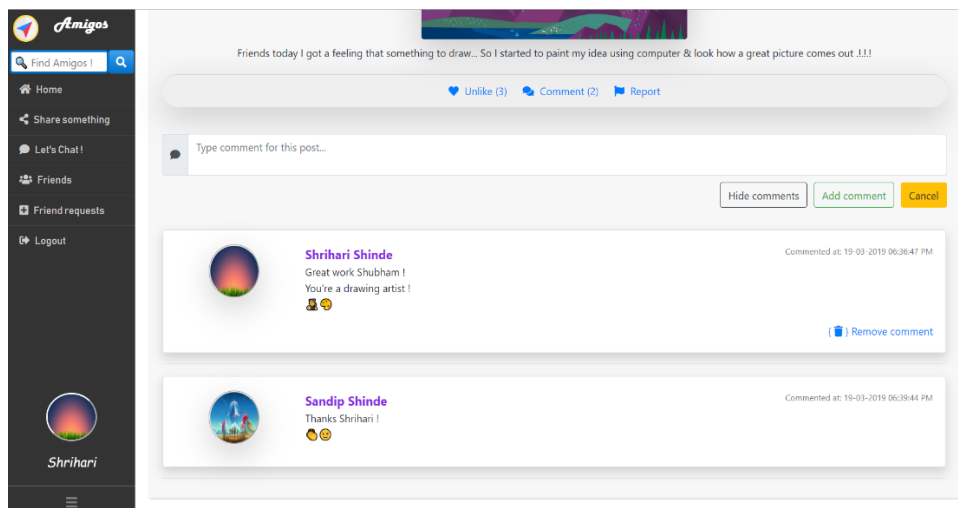 Amigos
Find Amigos !
Home
Share something
Let's Chat !
Friends
Friend requests
Logout
Shrihari
Friends today I got a feeling that something to draw... So I started to paint my idea using computer & look how a great picture comes out .!.!.!
Unlike (3) Comment (2) Report
Type comment for this post...
Hide comments Add comment Cancel
Shrihari Shinde
Commented at: 19-03-2019 06:36:47 PM
Great work Shubham !
You're a drawing artist !
👩‍🎓🎨
{ 🗑 } Remove comment
Sandip Shinde
Commented at: 19-03-2019 06:39:44 PM
Thanks Shrihari !
👏😊